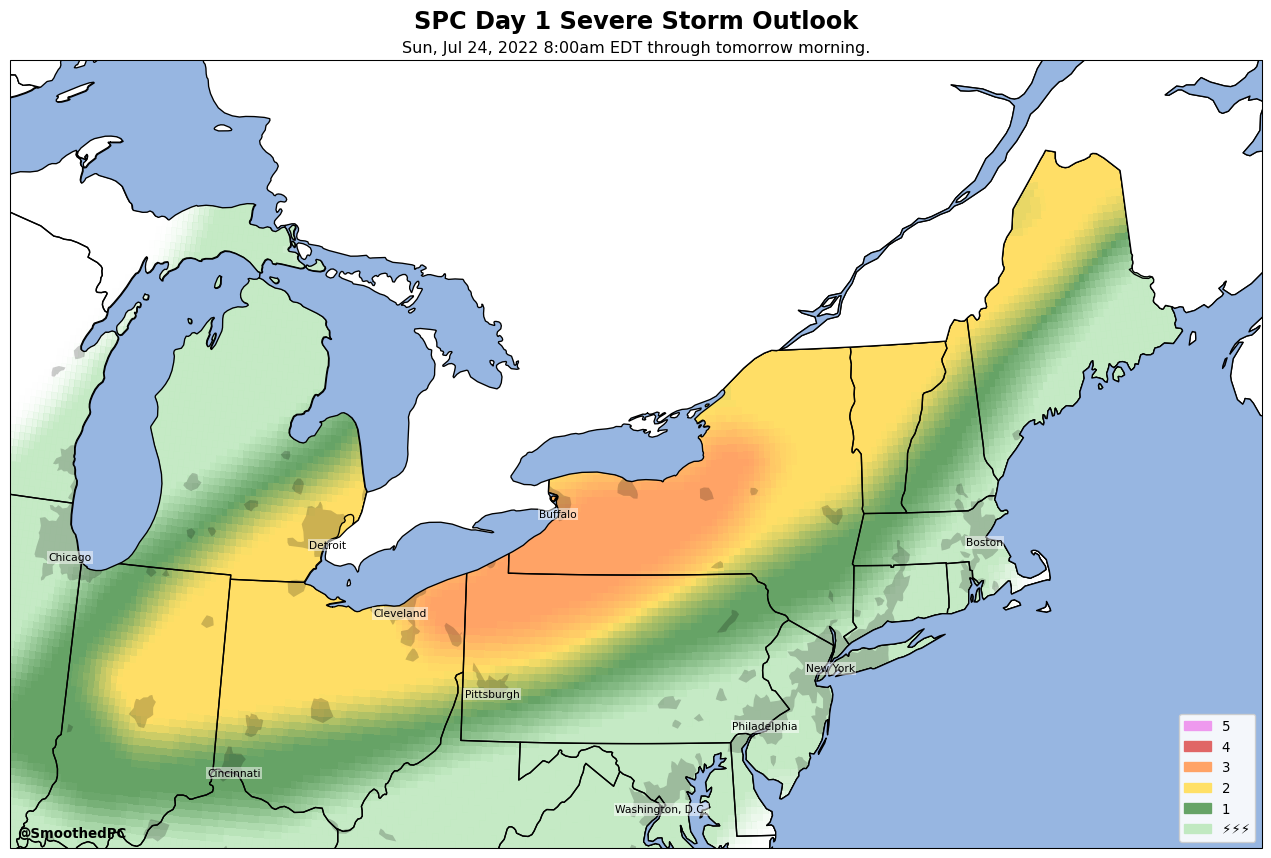 SPC Day 1 Severe Storm Outlook
Sun, Jul 24, 2022 8:00am EDT through tomorrow morning.
Buffalo
Detroit
Boston
Chicago
Cleveland
New York
Pittsburgh
Philadelphia
Cincinnati
Washington, D.C.
5
4
3
2
1
⚡⚡⚡
@SmoothedPC